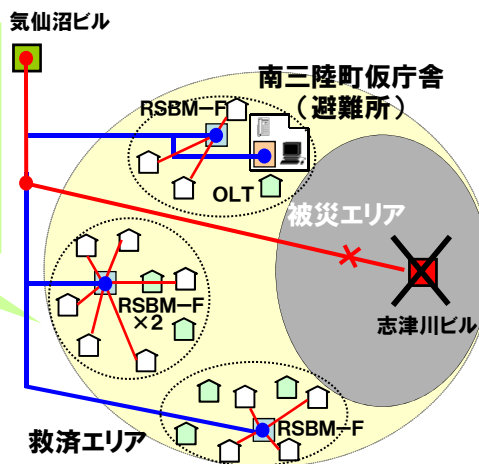 気仙沼ビル
南三陸町仮庁舎
(避難所)
RSBM-F
OLT
被災エリア
志津川ビル
RSBM-F
×2
RSBM-F
救済エリア